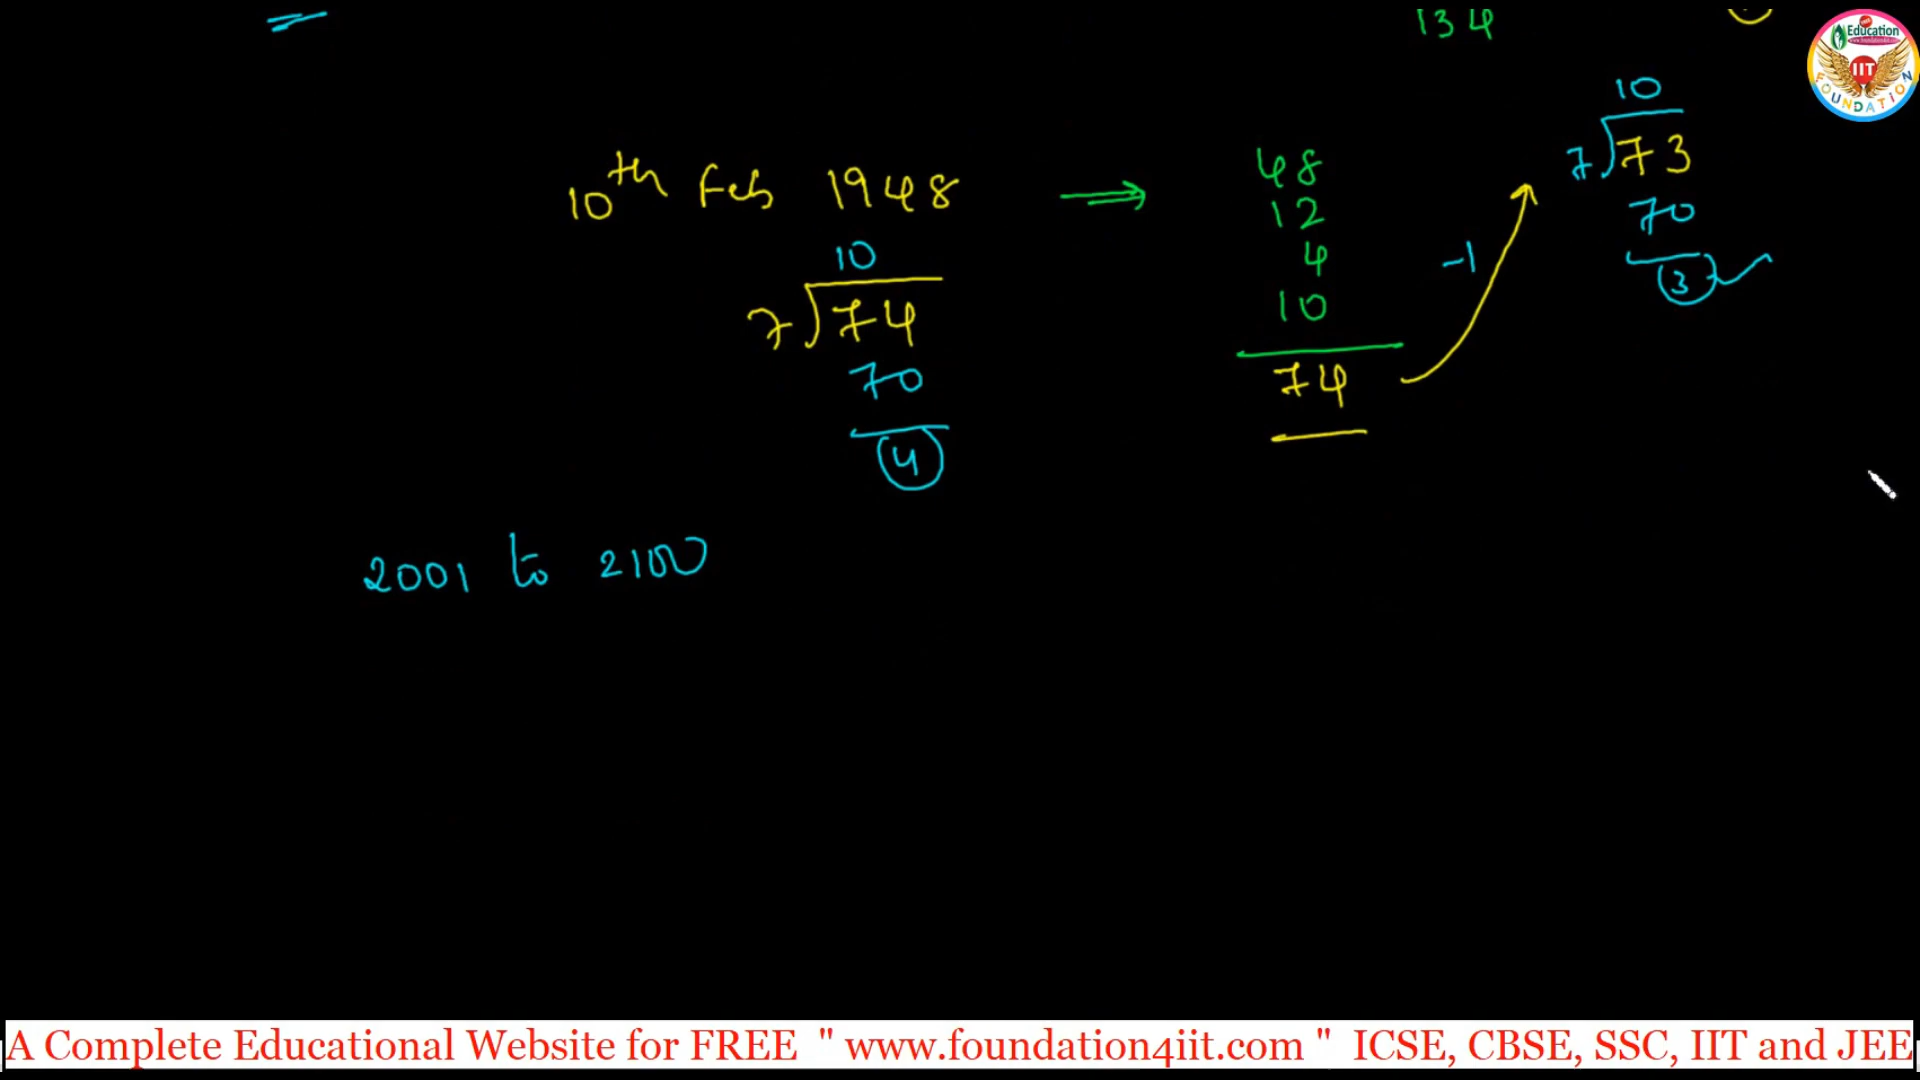 134
10th Feb 1948 ⇒
10
7)74
70
4
48
12
4
10
74
-1
10
7)73
70
3
2001 to 2100
Education
IIT
FOUNDATION
A Complete Educational Website for FREE " www.foundation4iit.com " ICSE, CBSE, SSC, IIT and JEE